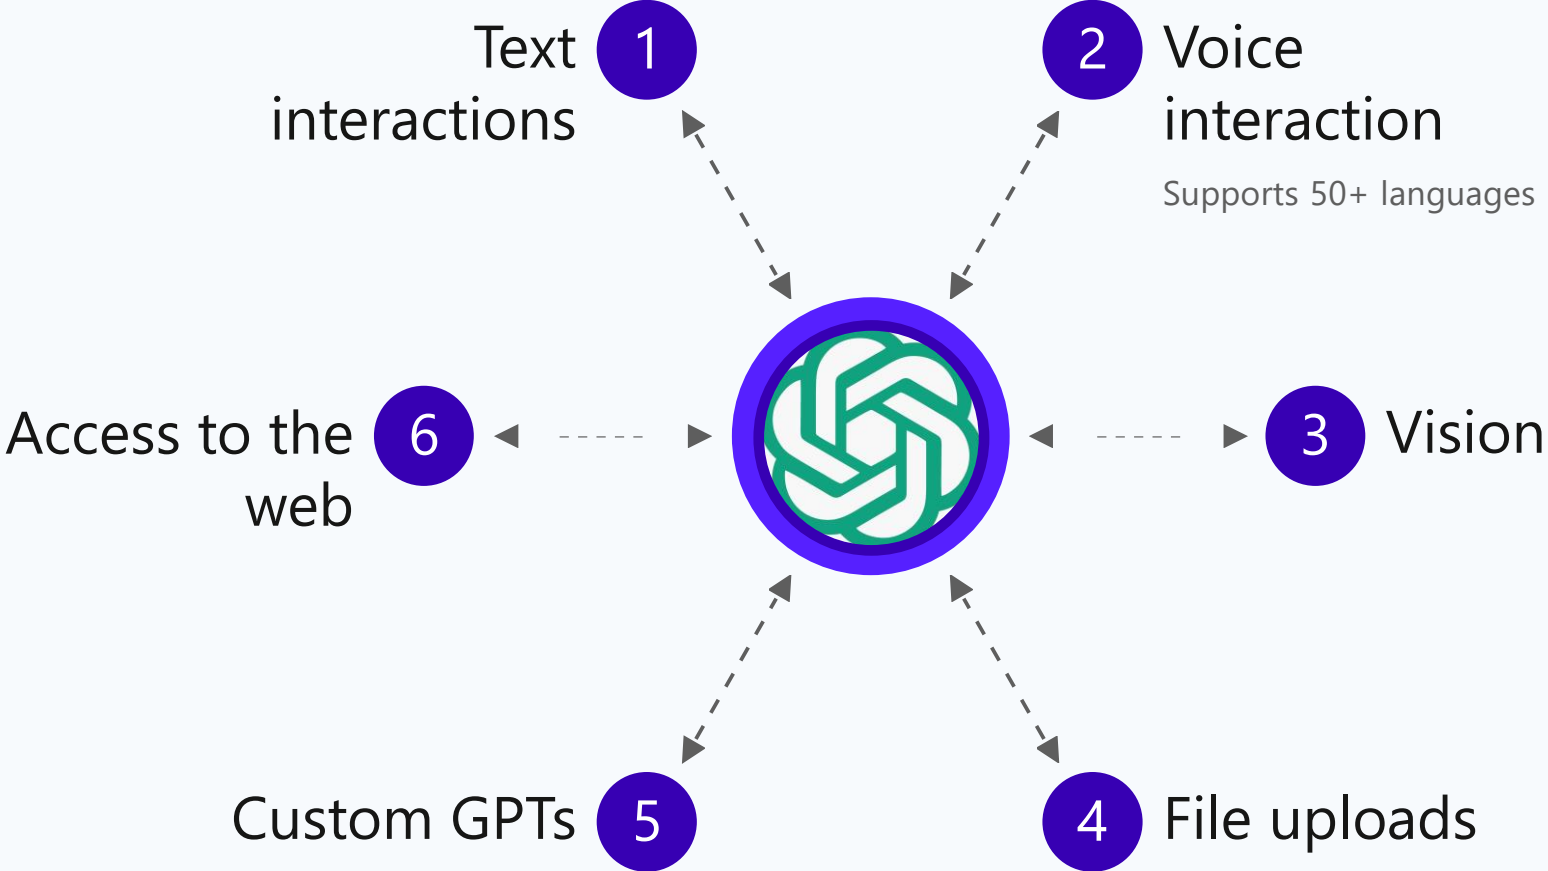 1
Text
interactions
2
Voice
interaction
Supports 50+ languages
3
Vision
4
File uploads
5
Custom GPTs
6
Access to the
web